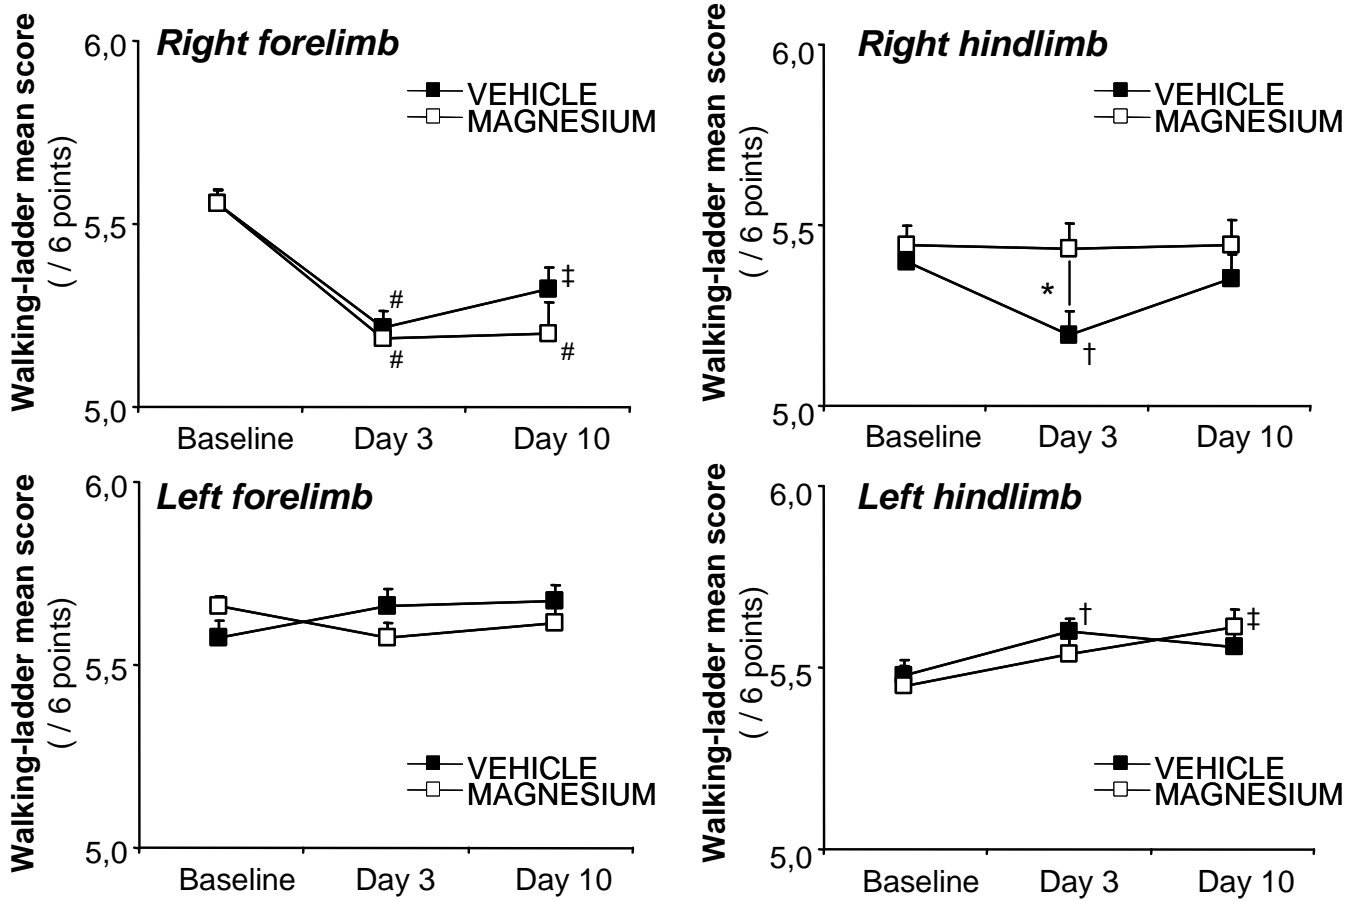 Right forelimb
Walking-ladder mean score
( / 6 points)
6,0
5,5
5,0
VEHICLE
MAGNESIUM
#
#
‡
#
Baseline Day 3 Day 10
Right hindlimb
Walking-ladder mean score
( / 6 points)
6,0
5,5
5,0
VEHICLE
MAGNESIUM
*
†
Baseline Day 3 Day 10
Left forelimb
Walking-ladder mean score
( / 6 points)
6,0
5,5
5,0
VEHICLE
MAGNESIUM
Baseline Day 3 Day 10
Left hindlimb
Walking-ladder mean score
( / 6 points)
6,0
5,5
5,0
†
‡
VEHICLE
MAGNESIUM
Baseline Day 3 Day 10